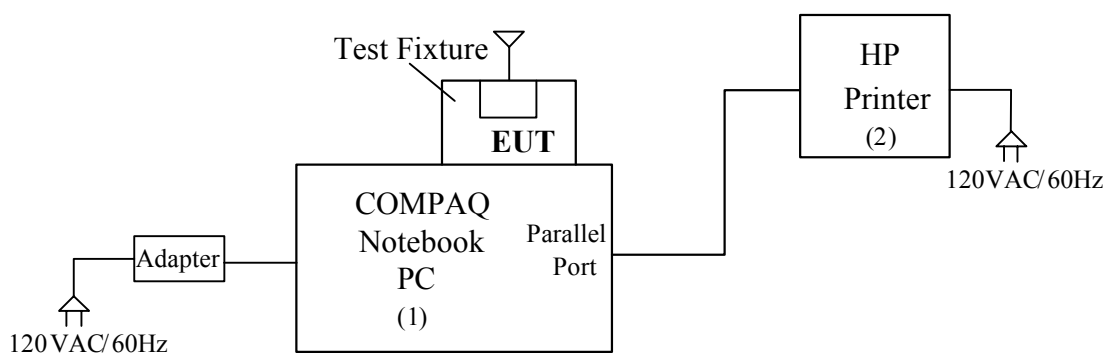 Test Fixture
EUT
HP
Printer
(2)
120VAC/60Hz
COMPAQ
Notebook
PC
(1)
Parallel
Port
Adapter
120VAC/60Hz